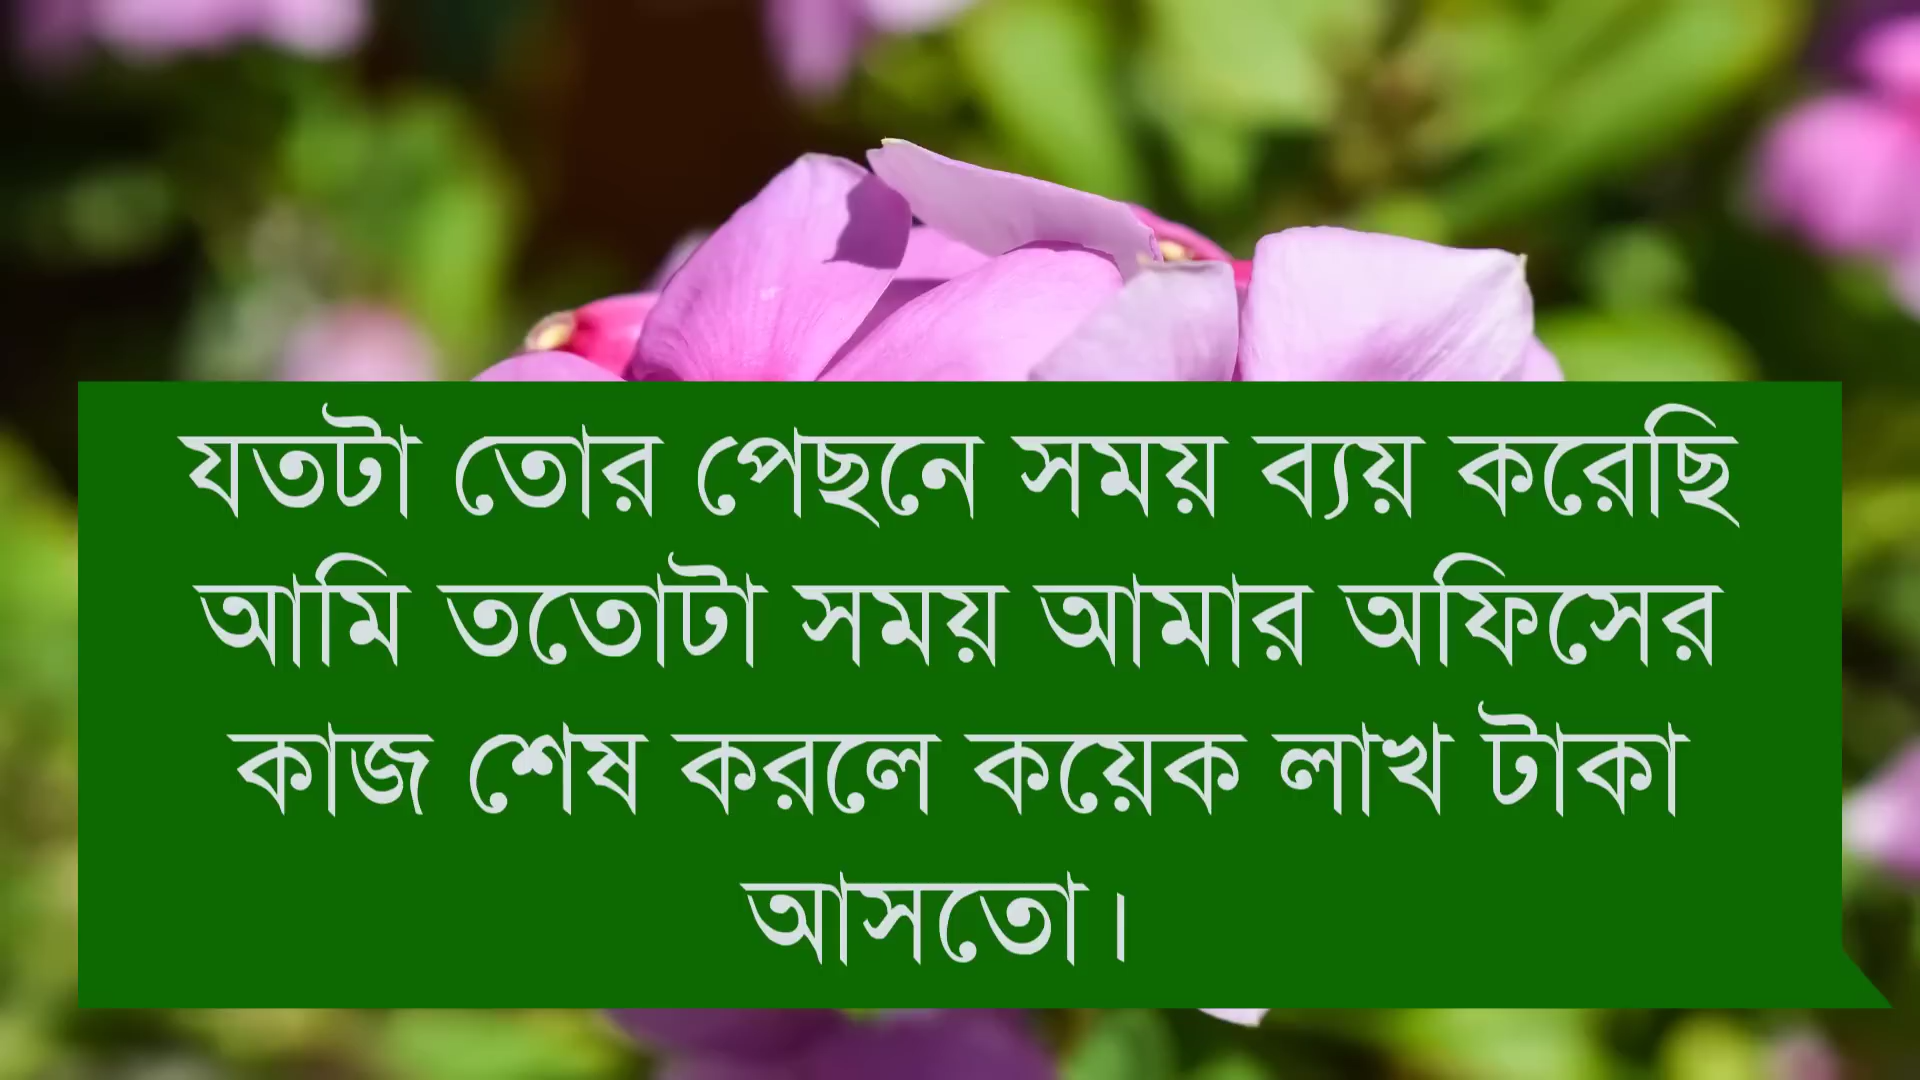 যতটা তোর পেছনে সময় ব্যয় করেছি
আমি ততোটা সময় আমার অফিসের
কাজ শেষ করলে কয়েক লাখ টাকা
আসতো।